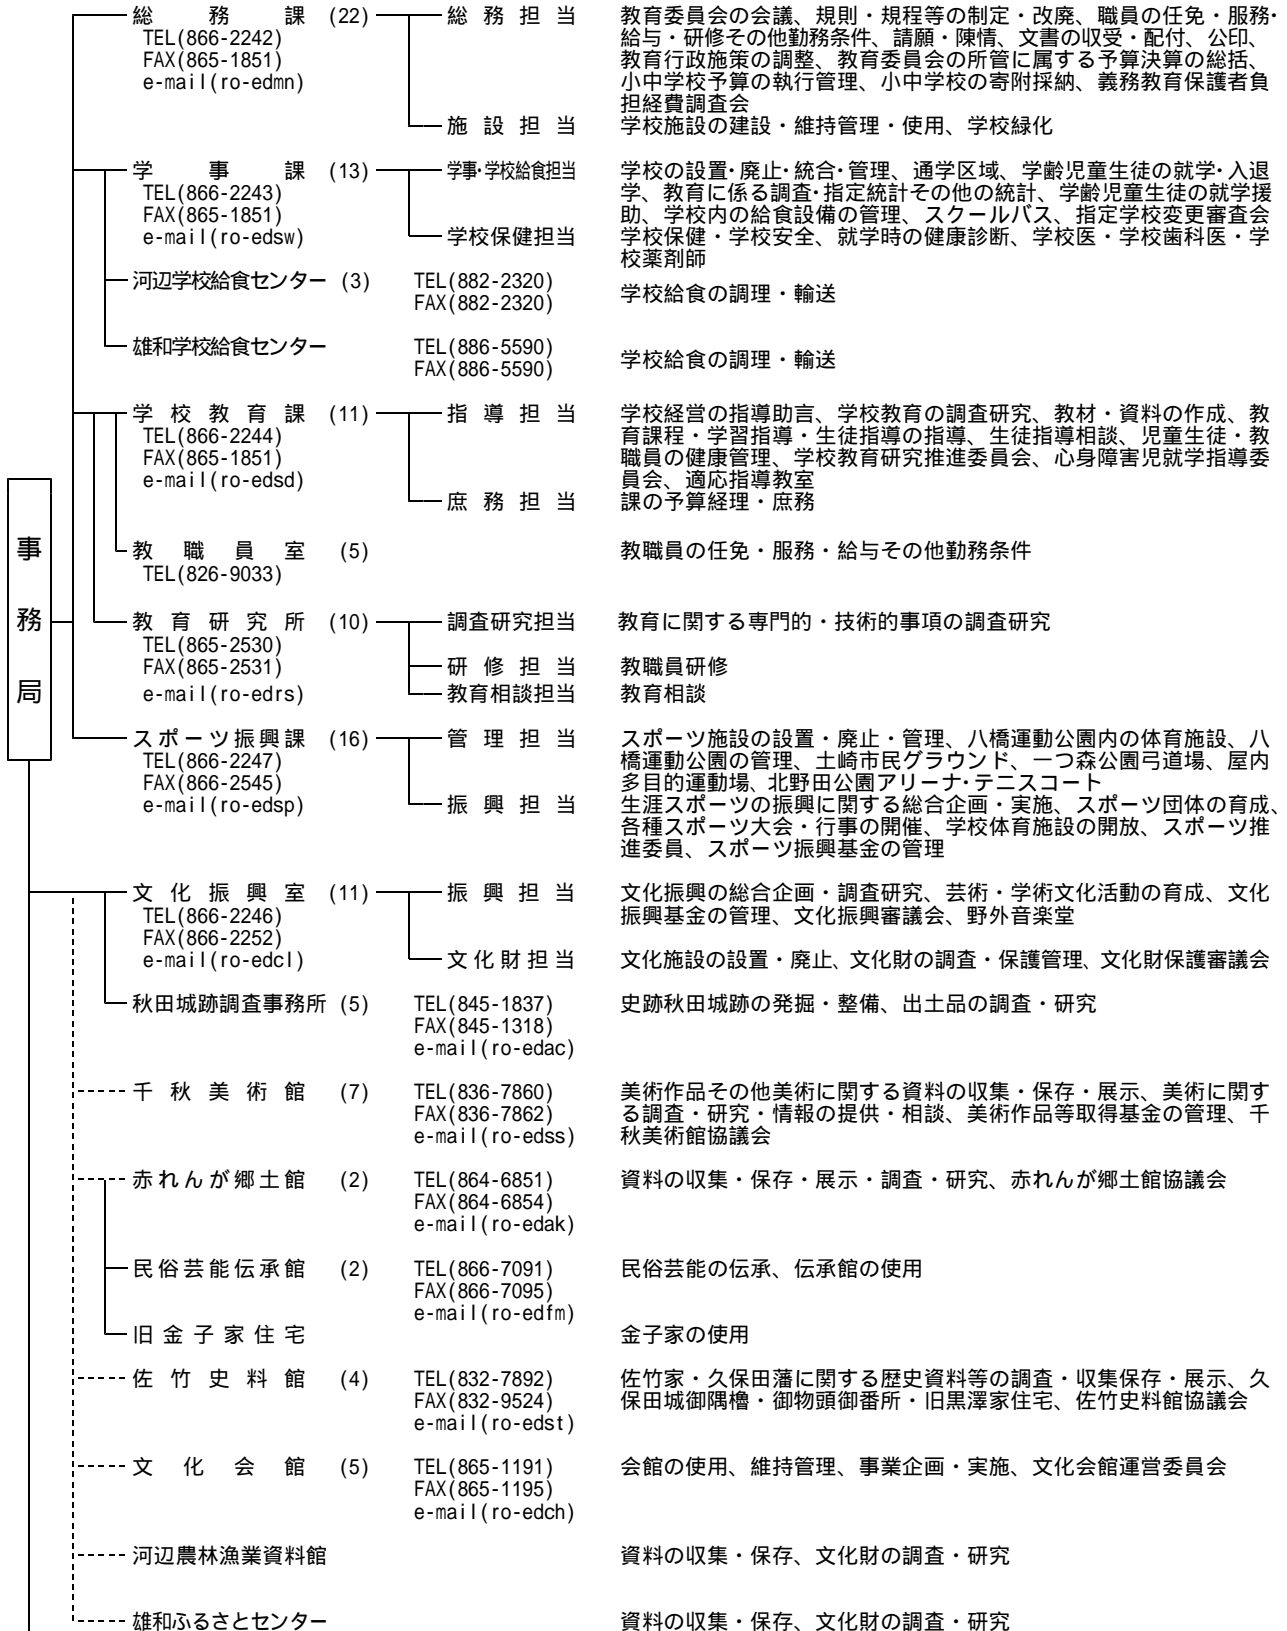 総務課 (22) 総務担当 教育委員会の会議、規則・規程等の制定・改廃、職員の任免・服務・
TEL(866-2242) 給与・研修その他勤務条件、請願・陳情、文書の収受・配付、公印、
FAX(865-1851) 教育行政施策の調整、教育委員会の所管に属する予算決算の総括、
e-mail(ro-edmn) 小中学校予算の執行管理、小中学校の寄附採納、義務教育保護者負
担経費調査会
施設担当 学校施設の建設・維持管理・使用、学校緑化
学事課 (13) 学事・学校給食担当 学校の設置・廃止・統合・管理、通学区域、学齢児童生徒の就学・入退
TEL(866-2243) 学、教育に係る調査・指定統計その他の統計、学齢児童生徒の就学援
FAX(865-1851) 助、学校内の給食設備の管理、スクールバス、指定学校変更審査会
e-mail(ro-edsw) 学校保健担当 学校保健・学校安全、就学時の健康診断、学校医・学校歯科医・学
校薬剤師
河辺学校給食センター (3) TEL(882-2320) 学校給食の調理・輸送
FAX(882-2320)
雄和学校給食センター TEL(886-5590) 学校給食の調理・輸送
FAX(886-5590)
学校教育課 (11) 指導担当 学校経営の指導助言、学校教育の調査研究、教材・資料の作成、教
TEL(866-2244) 育課程・学習指導・生徒指導の指導、生徒指導相談、児童生徒・教
FAX(865-1851) 職員の健康管理、学校教育研究推進委員会、心身障害児就学指導委
e-mail(ro-edsd) 員会、適応指導教室
庶務担当 課の予算経理・庶務
事務局
教職員室 (5) 教職員の任免・服務・給与その他勤務条件
TEL(826-9033)
教育研究所 (10) 調査研究担当 教育に関する専門的・技術的事項の調査研究
TEL(865-2530)
FAX(865-2531) 研修担当 教職員研修
e-mail(ro-edrs) 教育相談担当 教育相談
スポーツ振興課 (16) 管理担当 スポーツ施設の設置・廃止・管理、八橋運動公園内の体育施設、八
TEL(866-2247) 橋運動公園の管理、土崎市民グラウンド、一つ森公園弓道場、屋内
FAX(866-2545) 多目的運動場、北野田公園アリーナ・テニスコート
e-mail(ro-edsp) 振興担当 生涯スポーツの振興に関する総合企画・実施、スポーツ団体の育成、
各種スポーツ大会・行事の開催、学校体育施設の開放、スポーツ推
進委員、スポーツ振興基金の管理
文化振興室 (11) 振興担当 文化振興の総合企画・調査研究、芸術・学術文化活動の育成、文化
TEL(866-2246) 振興基金の管理、文化振興審議会、野外音楽堂
FAX(866-2252)
e-mail(ro-edcl) 文化財担当 文化施設の設置・廃止、文化財の調査・保護管理、文化財保護審議会
秋田城跡調査事務所 (5) TEL(845-1837) 史跡秋田城跡の発掘・整備、出土品の調査・研究
FAX(845-1318)
e-mail(ro-edac)
千秋美術館 (7) TEL(836-7860) 美術作品その他美術に関する資料の収集・保存・展示、美術に関す
FAX(836-7862) る調査・研究・情報の提供・相談、美術作品等取得基金の管理、千
e-mail(ro-edss) 秋美術館協議会
赤れんが郷土館 (2) TEL(864-6851) 資料の収集・保存・展示・調査・研究、赤れんが郷土館協議会
FAX(864-6854)
e-mail(ro-edak)
民俗芸能伝承館 (2) TEL(866-7091) 民俗芸能の伝承、伝承館の使用
FAX(866-7095)
e-mail(ro-edfm)
旧金子家住宅 金子家の使用
佐竹史料館 (4) TEL(832-7892) 佐竹家・久保田藩に関する歴史資料等の調査・収集保存・展示、久
FAX(832-9524) 保田城御隅櫓・御物頭御番所・旧黒澤家住宅、佐竹史料館協議会
e-mail(ro-edst)
文化会館 (5) TEL(865-1191) 会館の使用、維持管理、事業企画・実施、文化会館運営委員会
FAX(865-1195)
e-mail(ro-edch)
河辺農林漁業資料館 資料の収集・保存、文化財の調査・研究
雄和ふるさとセンター 資料の収集・保存、文化財の調査・研究